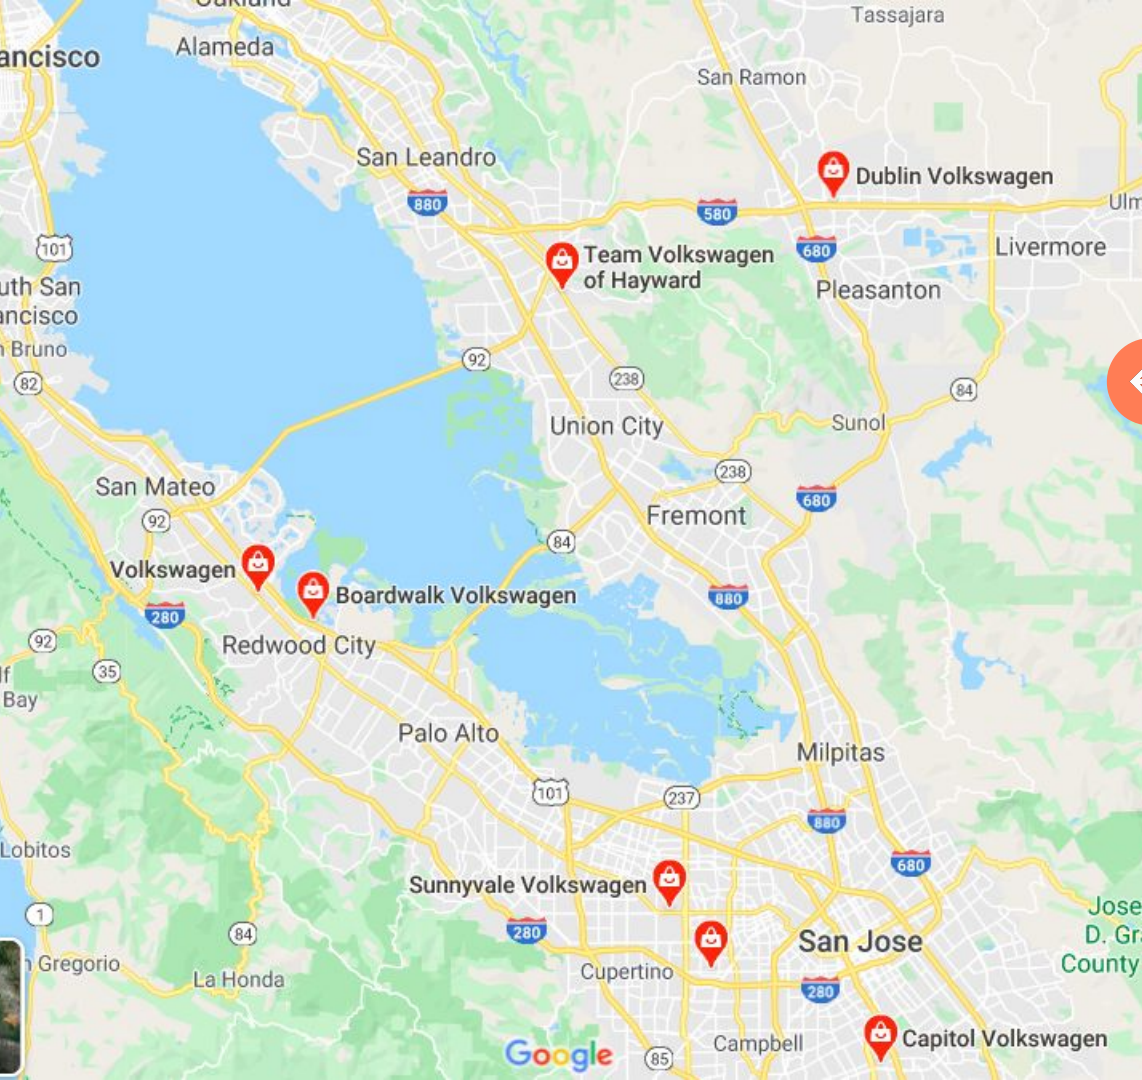 Oakland
Tassajara
Alameda
ancisco
San Ramon
San Leandro
Dublin Volkswagen
880
580
Ulm
101
680
Livermore
Team Volkswagen
of Hayward
uth San
ancisco
Pleasanton
n Bruno
92
82
238
84
Union City
Sunol
238
San Mateo
680
92
Fremont
84
Volkswagen
Boardwalk Volkswagen
880
280
92
Redwood City
35
lf
Bay
Palo Alto
Milpitas
101
237
880
Lobitos
680
Sunnyvale Volkswagen
1
Jose
84
280
San Jose
D. Gr
n Gregorio
Cupertino
County
La Honda
280
Capitol Volkswagen
Campbell
Google
85